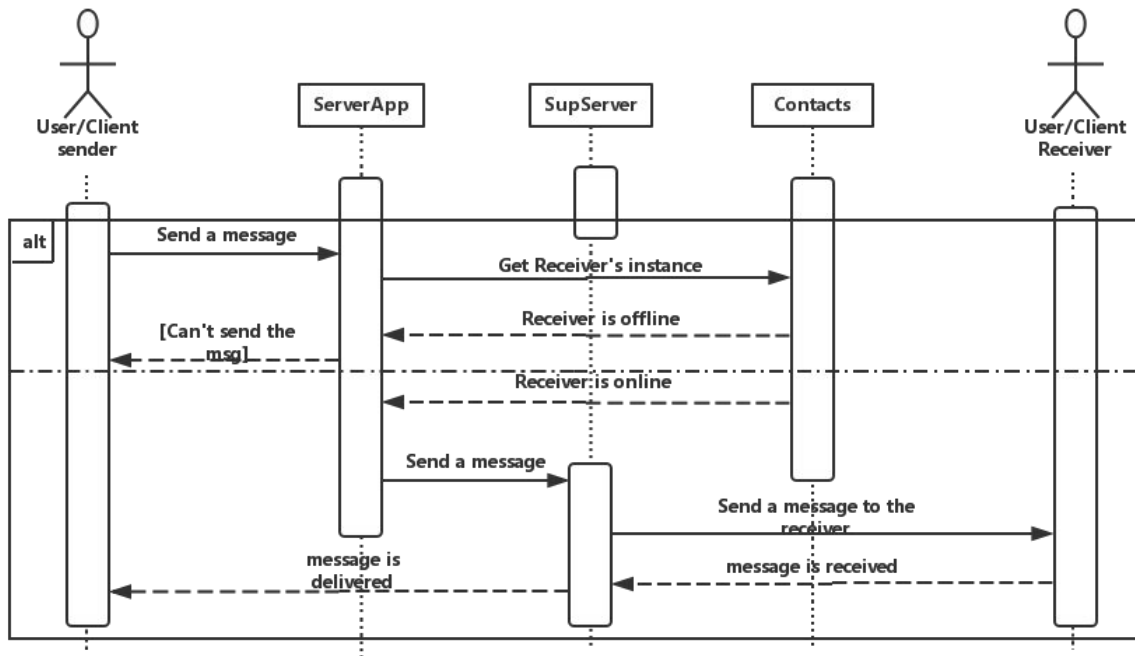 User/Client
sender
ServerApp
SupServer
Contacts
User/Client
Receiver
alt
Send a message
Get Receiver's instance
Receiver is offline
[Can't send the
msg]
Receiver is online
Send a message
Send a message to the
receiver
message is
delivered
message is received